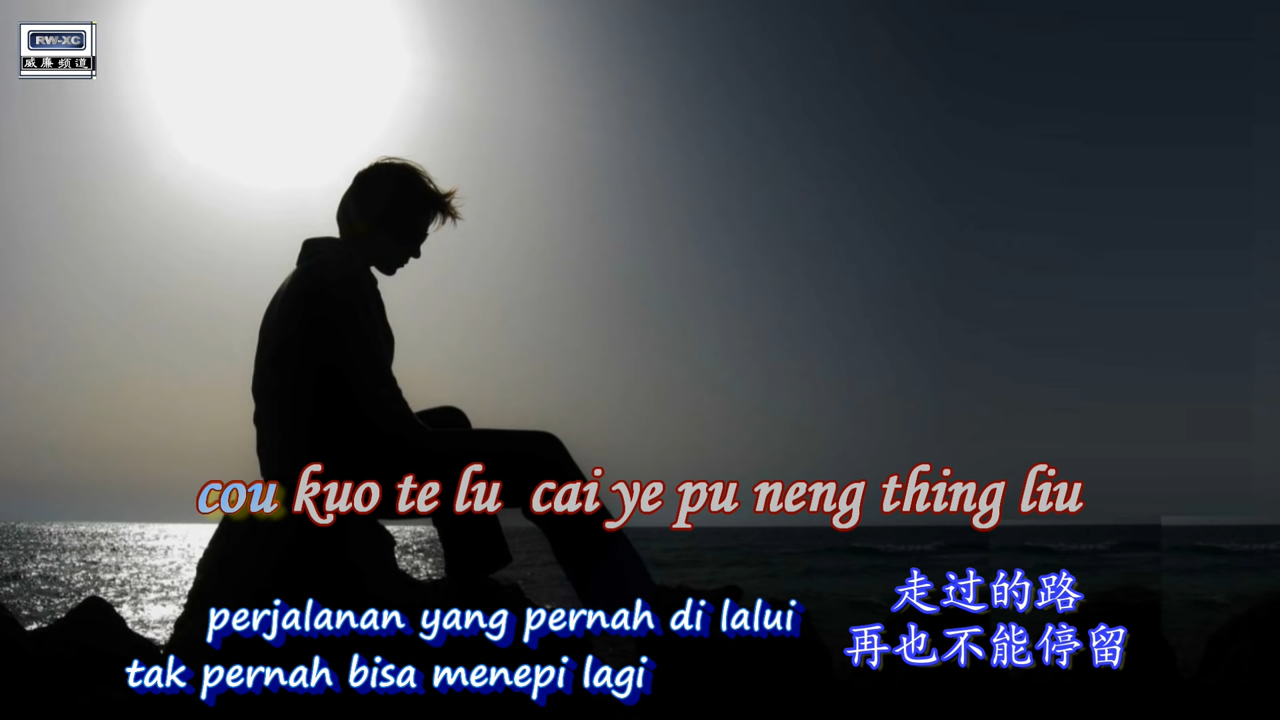 RW-XC
威廉频道
cou kuo te lu cai ye pu neng thing liu
perjalanan yang pernah di lalui
tak pernah bisa menepi lagi
走过的路
再也不能停留